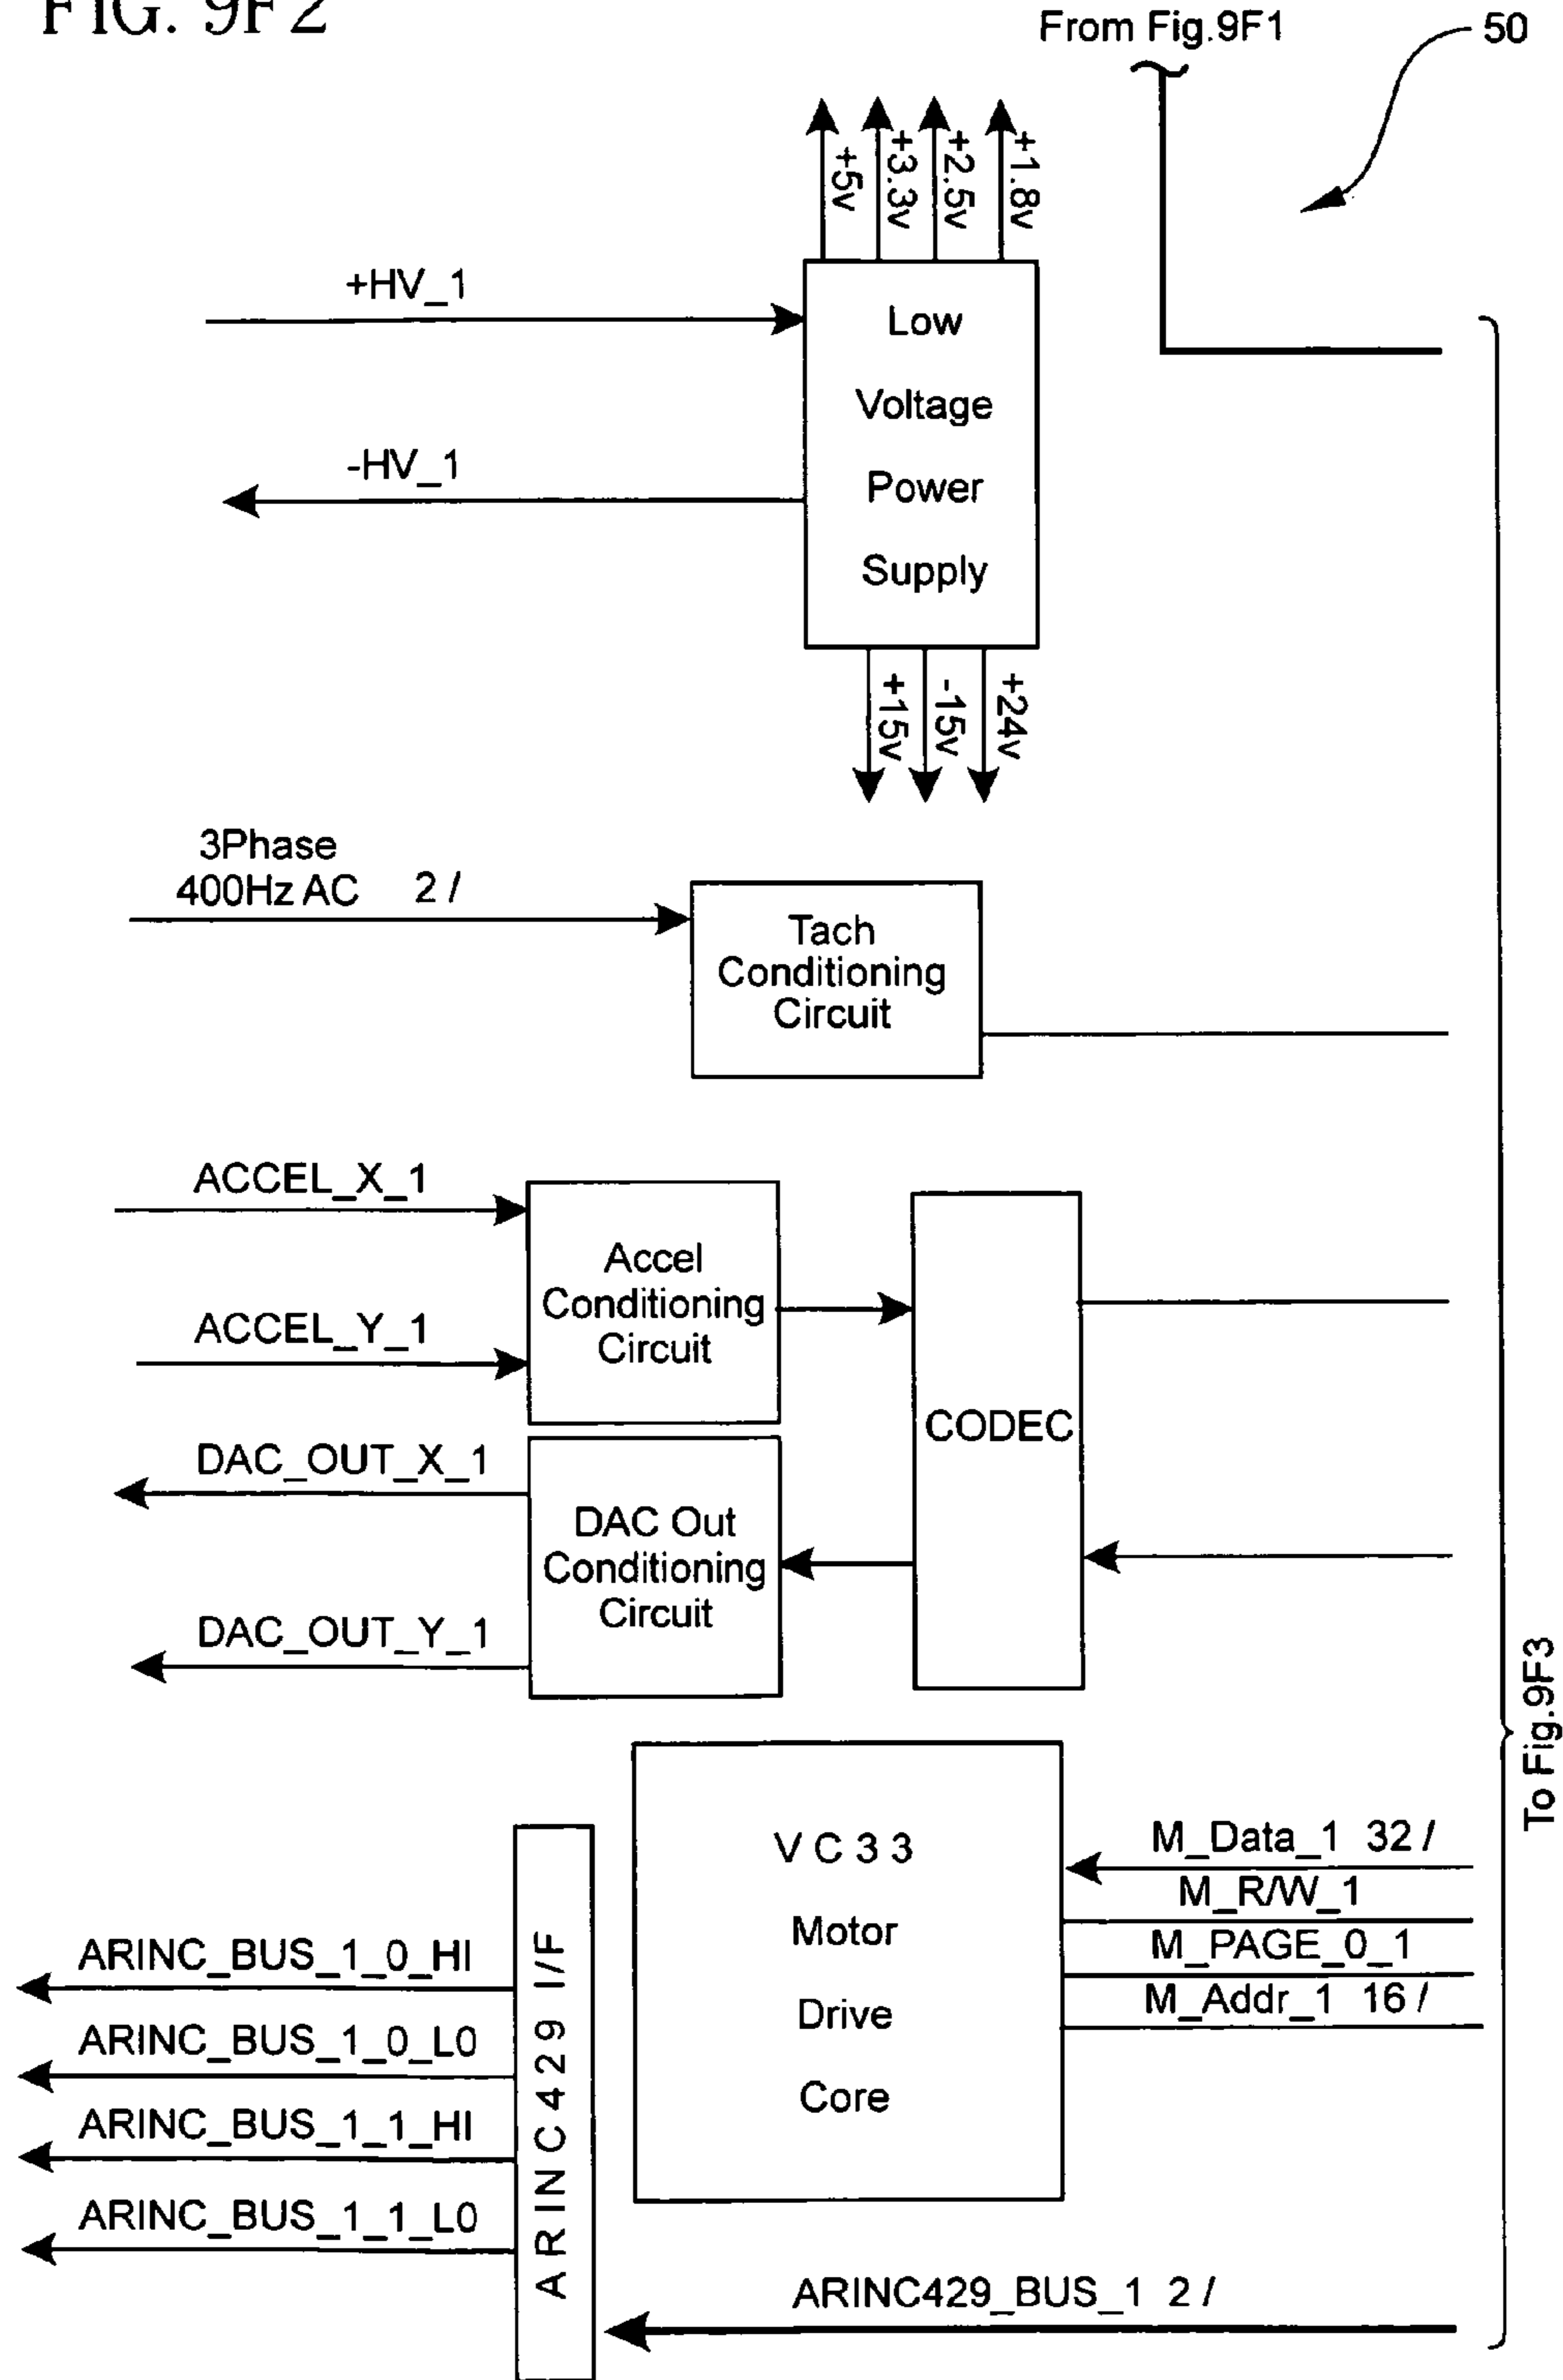 FIG. 9F2
From Fig.9F1
50
+5v
+3.3v
+2.5v
+1.8v
+HV_1
-HV_1
Low
Voltage
Power
Supply
+15v
-15v
+24v
3Phase
400Hz AC 2 /
Tach
Conditioning
Circuit
ACCEL_X_1
ACCEL_Y_1
Accel
Conditioning
Circuit
CODEC
DAC_OUT_X_1
DAC_OUT_Y_1
DAC Out
Conditioning
Circuit
To Fig.9F3
V C 3 3
Motor
Drive
Core
M_Data_1 32 /
M_R/W_1
M_PAGE_0_1
M_Addr_1 16 /
ARINC_BUS_1_0_HI
ARINC_BUS_1_0_L0
ARINC_BUS_1_1_HI
ARINC_BUS_1_1_L0
A R I N C 4 2 9 I/F
ARINC429_BUS_1 2 /